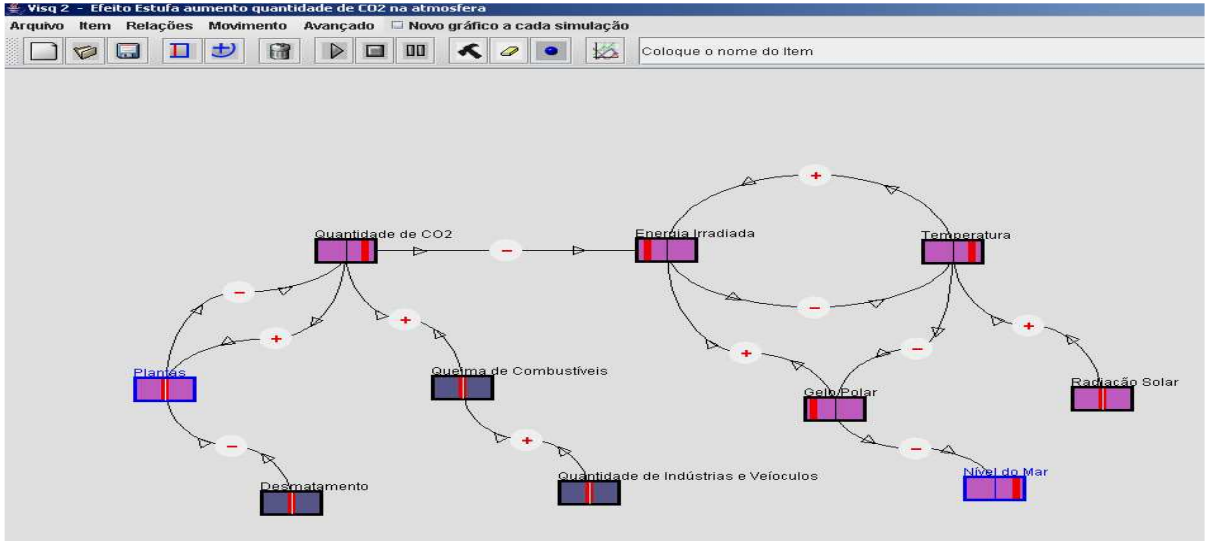 Visq 2 - Efeito Estufa aumento quantidade de CO2 na atmosfera
Arquivo Item Relações Movimento Avançado Novo gráfico a cada simulação
Coloque o nome do Item
+
Quantidade de CO2
Energia Irradiada
Temperatura
-
-
-
+
+
+
-
+
Plantas
Queima de Combustíveis
Gelo Polar
Radiação Solar
-
+
-
Desmatamento
Quantidade de Indústrias e Veíoculos
Nível do Mar